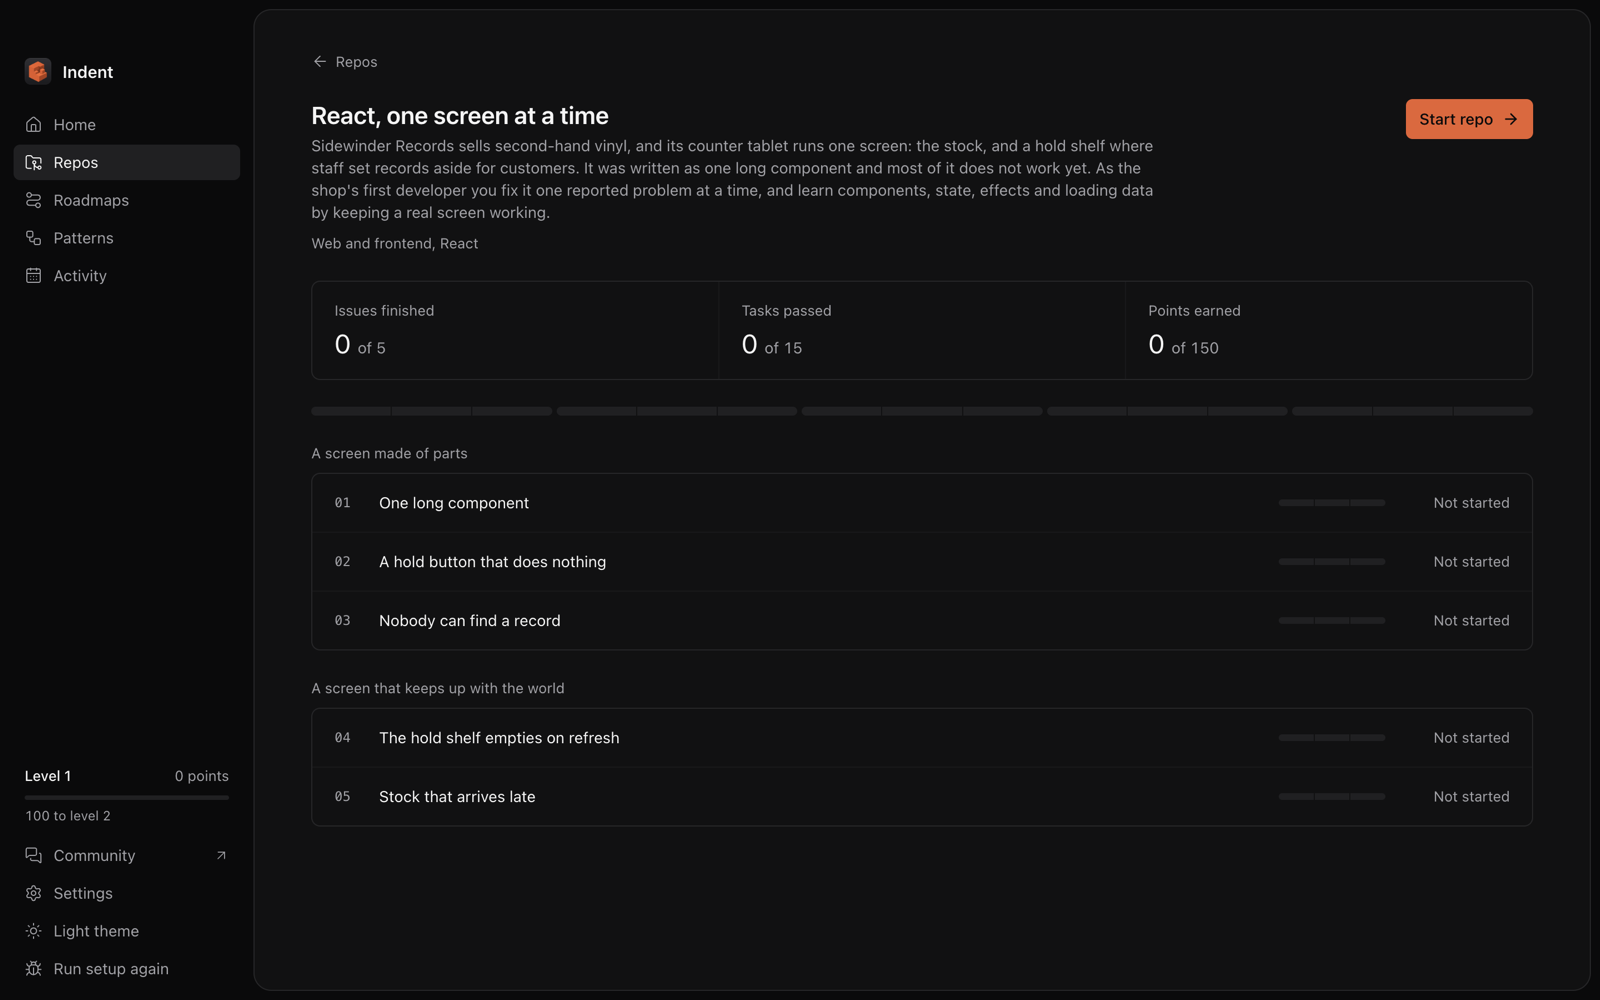 Indent
Home
Repos
Roadmaps
Patterns
Activity
Level 1 0 points
100 to level 2
Community
Settings
Light theme
Run setup again
Repos
React, one screen at a time
Start repo
Sidewinder Records sells second-hand vinyl, and its counter tablet runs one screen: the stock, and a hold shelf where
staff set records aside for customers. It was written as one long component and most of it does not work yet. As the
shop's first developer you fix it one reported problem at a time, and learn components, state, effects and loading data
by keeping a real screen working.
Web and frontend, React
Issues finished
0 of 5
Tasks passed
0 of 15
Points earned
0 of 150
A screen made of parts
01 One long component Not started
02 A hold button that does nothing Not started
03 Nobody can find a record Not started
A screen that keeps up with the world
04 The hold shelf empties on refresh Not started
05 Stock that arrives late Not started